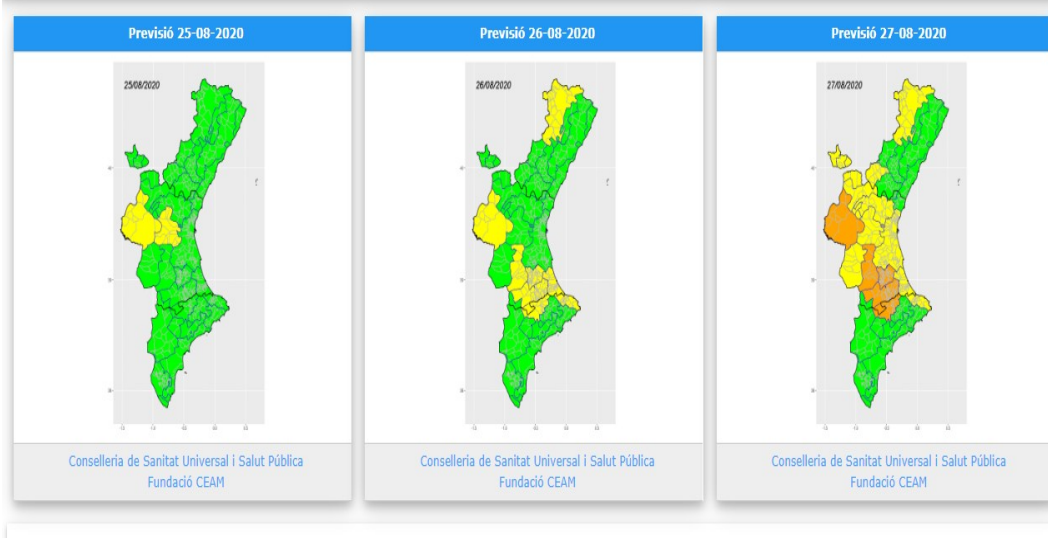 Previsió 25-08-2020
25/08/2020
Conselleria de Sanitat Universal i Salut Pública
Fundació CEAM
Previsió 26-08-2020
26/08/2020
Conselleria de Sanitat Universal i Salut Pública
Fundació CEAM
Previsió 27-08-2020
27/08/2020
Conselleria de Sanitat Universal i Salut Pública
Fundació CEAM